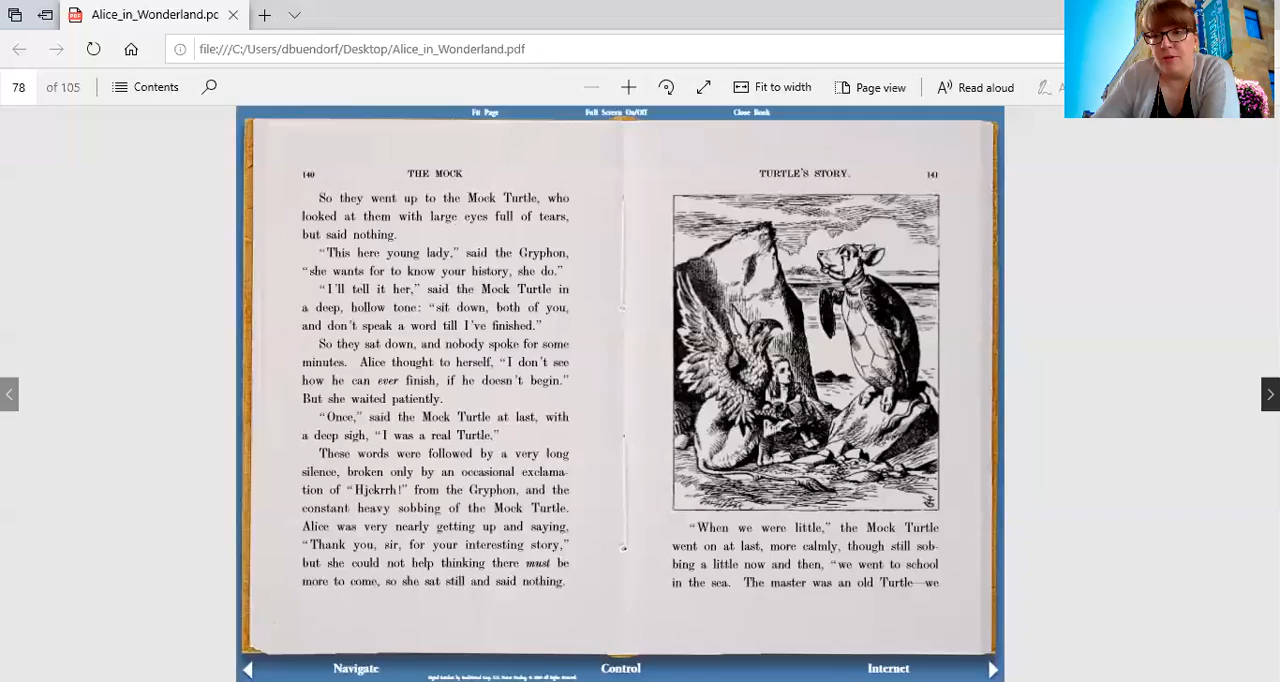 Alice_in_Wonderland.pd
file:///C:/Users/dbuendorf/Desktop/Alice_in_Wonderland.pdf
78 of 105
Contents
Fit to width
Page view
Read aloud
Fit Page
Full Screen On/Off
Close Book
140 THE MOCK
So they went up to the Mock Turtle, who
looked at them with large eyes full of tears,
but said nothing.
“This here young lady,” said the Gryphon,
“she wants for to know your history, she do.”
“I’ll tell it her,” said the Mock Turtle in
a deep, hollow tone: “sit down, both of you,
and don’t speak a word till I’ve finished.”
So they sat down, and nobody spoke for some
minutes. Alice thought to herself, “I don’t see
how he can ever finish, if he doesn’t begin.”
But she waited patiently.
“Once,” said the Mock Turtle at last, with
a deep sigh, “I was a real Turtle.”
These words were followed by a very long
silence, broken only by an occasional exclama-
tion of “Hjckrrh!” from the Gryphon, and the
constant heavy sobbing of the Mock Turtle.
Alice was very nearly getting up and saying,
“Thank you, sir, for your interesting story,”
but she could not help thinking there must be
more to come, so she sat still and said nothing.
TURTLE’S STORY. 141
“When we were little,” the Mock Turtle
went on at last, more calmly, though still sob-
bing a little now and then, “we went to school
in the sea. The master was an old Turtle—we
Navigate
Control
Internet